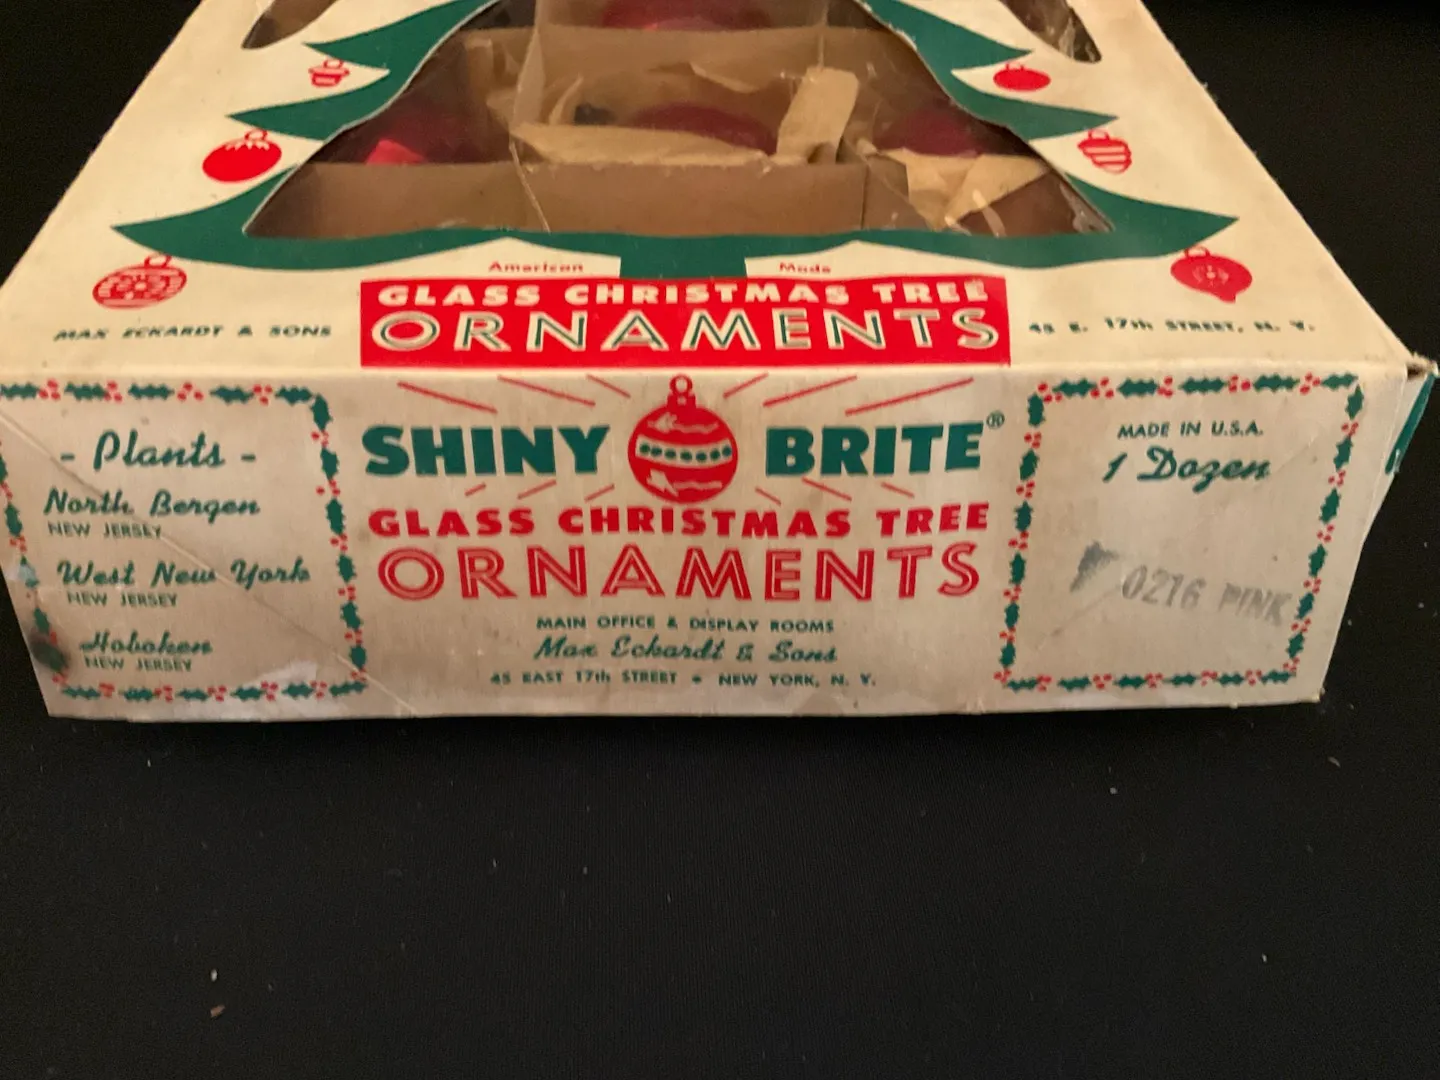 American Made
GLASS CHRISTMAS TREE
ORNAMENTS
MAX ECKARDT & SONS
45 E. 17th STREET, N. Y.
- Plants -
North Bergen
NEW JERSEY
West New York
NEW JERSEY
Hoboken
NEW JERSEY
SHINY BRITE®
GLASS CHRISTMAS TREE
ORNAMENTS
MAIN OFFICE & DISPLAY ROOMS
Max Eckardt & Sons
45 EAST 17th STREET • NEW YORK, N. Y.
MADE IN U.S.A.
1 Dozen
0216 PINK